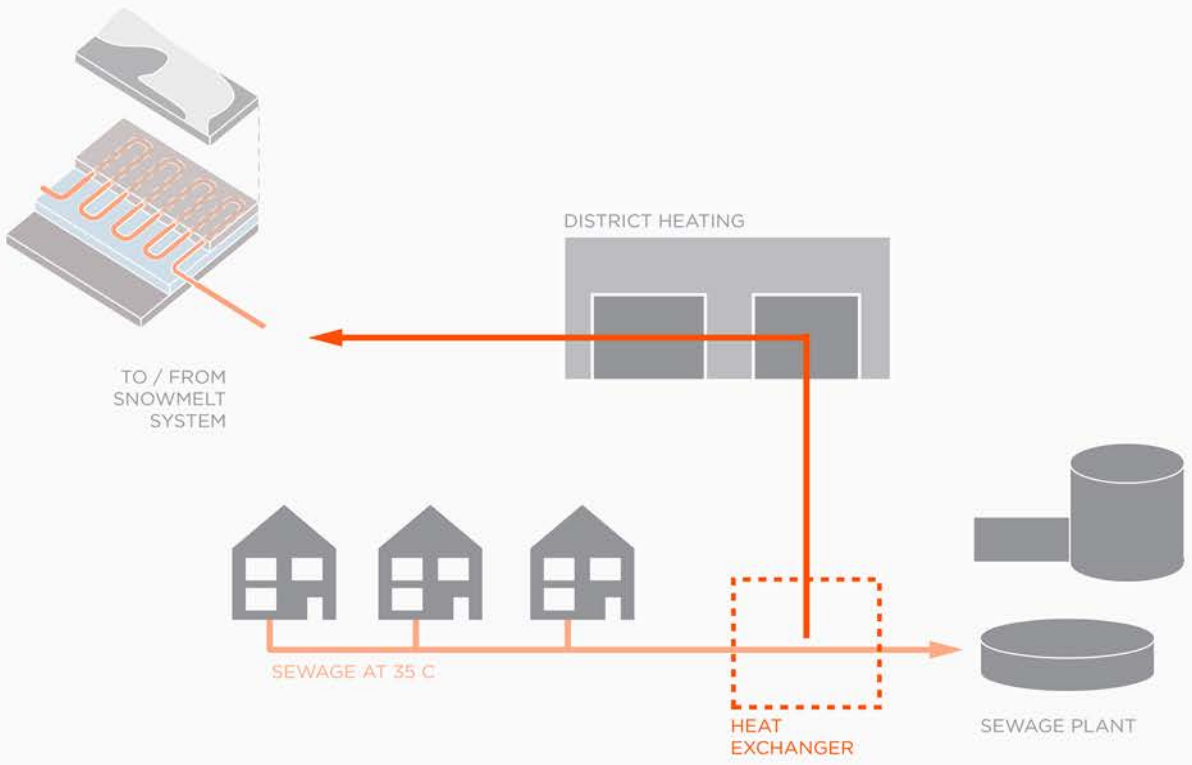 DISTRICT HEATING
TO / FROM
SNOWMELT
SYSTEM
SEWAGE AT 35 C
HEAT
EXCHANGER
SEWAGE PLANT